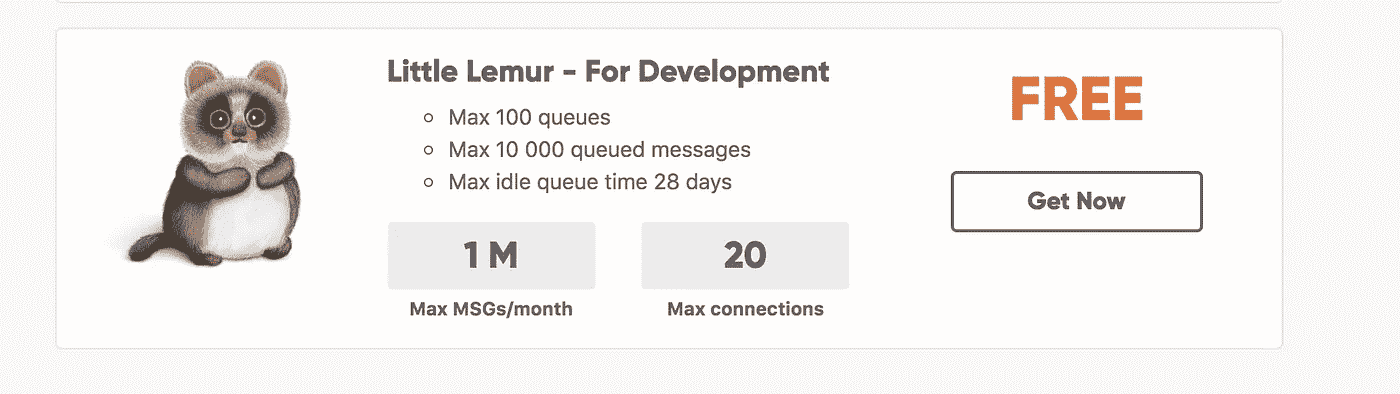 Little Lemur - For Development
Max 100 queues
Max 10 000 queued messages
Max idle queue time 28 days
1 M
Max MSGs/month
20
Max connections
FREE
Get Now